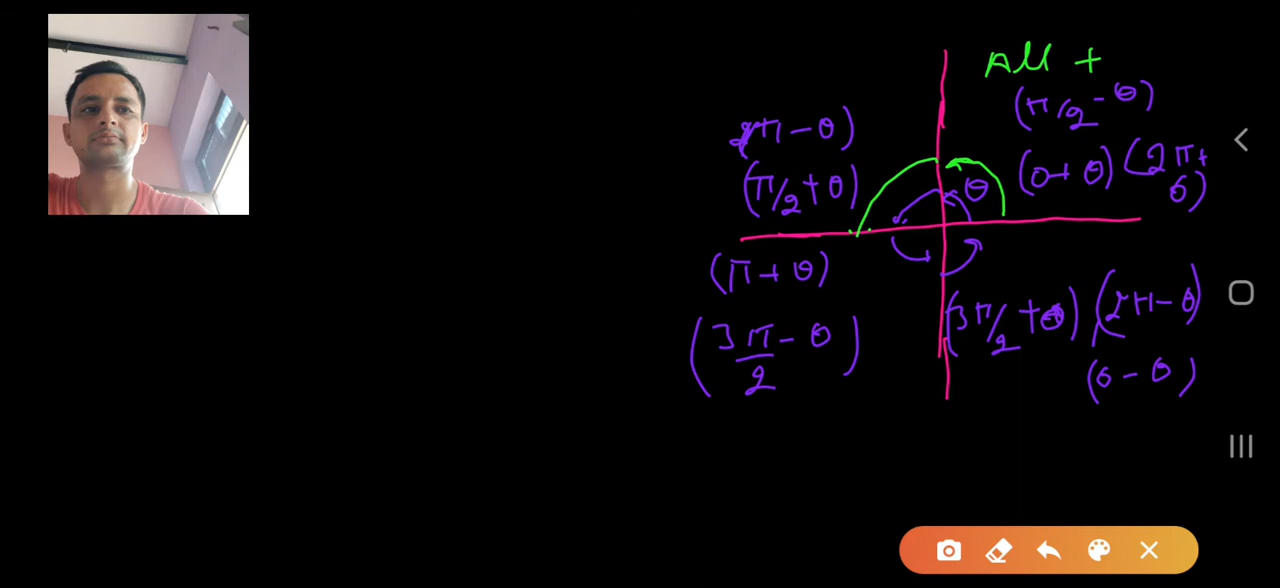 All +
(π/2 - θ)
(0+ θ) (2π+
θ)
π - θ)
(π/2 + θ)
θ
(π + θ)
(3π/2 - θ)
(3π/2 + θ) (2π - θ)
(0 - θ)